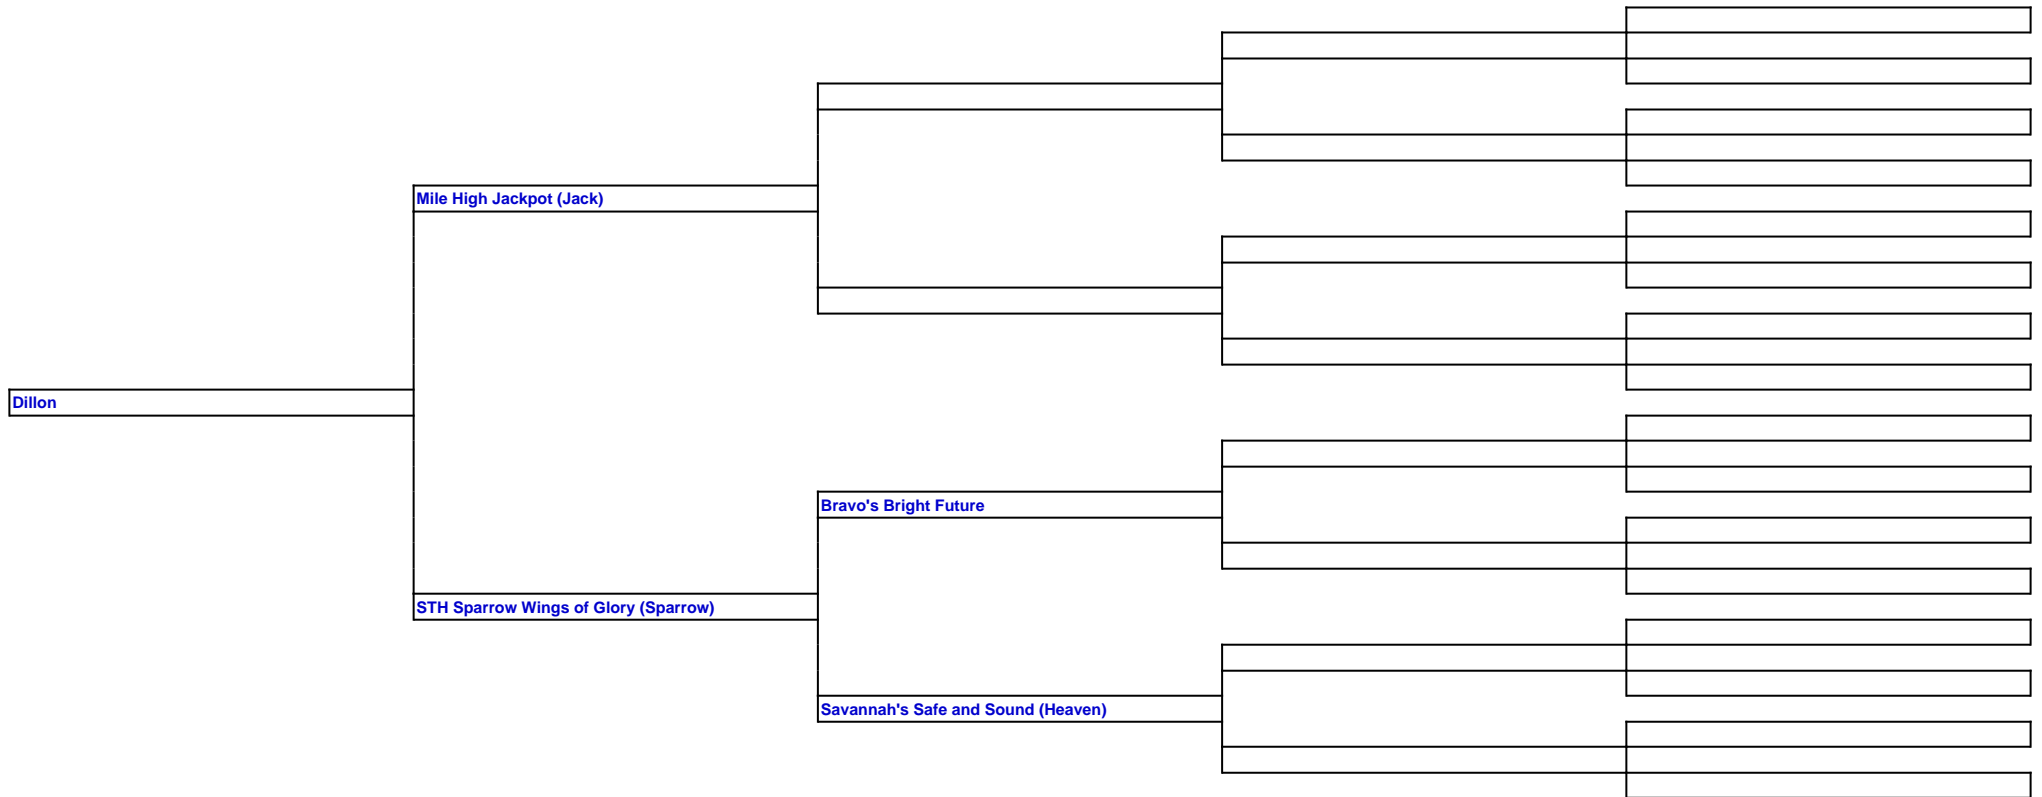 Mile High Jackpot (Jack)
Dillon
Bravo's Bright Future
STH Sparrow Wings of Glory (Sparrow)
Savannah's Safe and Sound (Heaven)